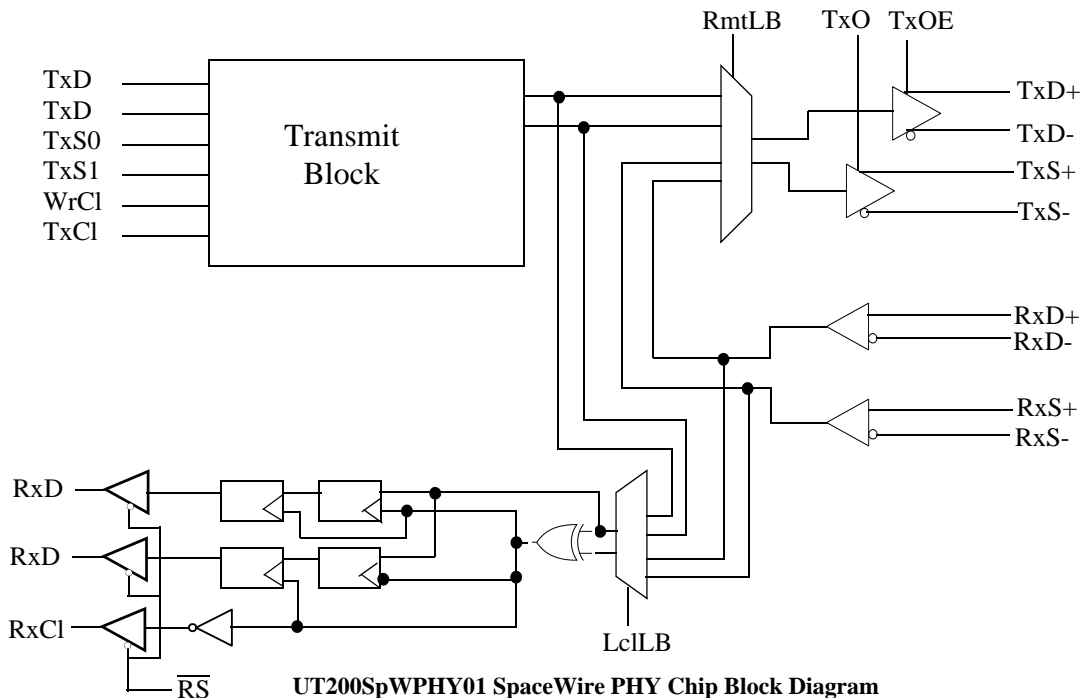 RmtLB TxO TxOE
TxD
TxD
TxS0
TxS1
WrCl
TxCl
Transmit
Block
TxD+
TxD-
TxS+
TxS-
RxD+
RxD-
RxS+
RxS-
RxD
RxD
RxCl
LclLB
RS
UT200SpWPHY01 SpaceWire PHY Chip Block Diagram